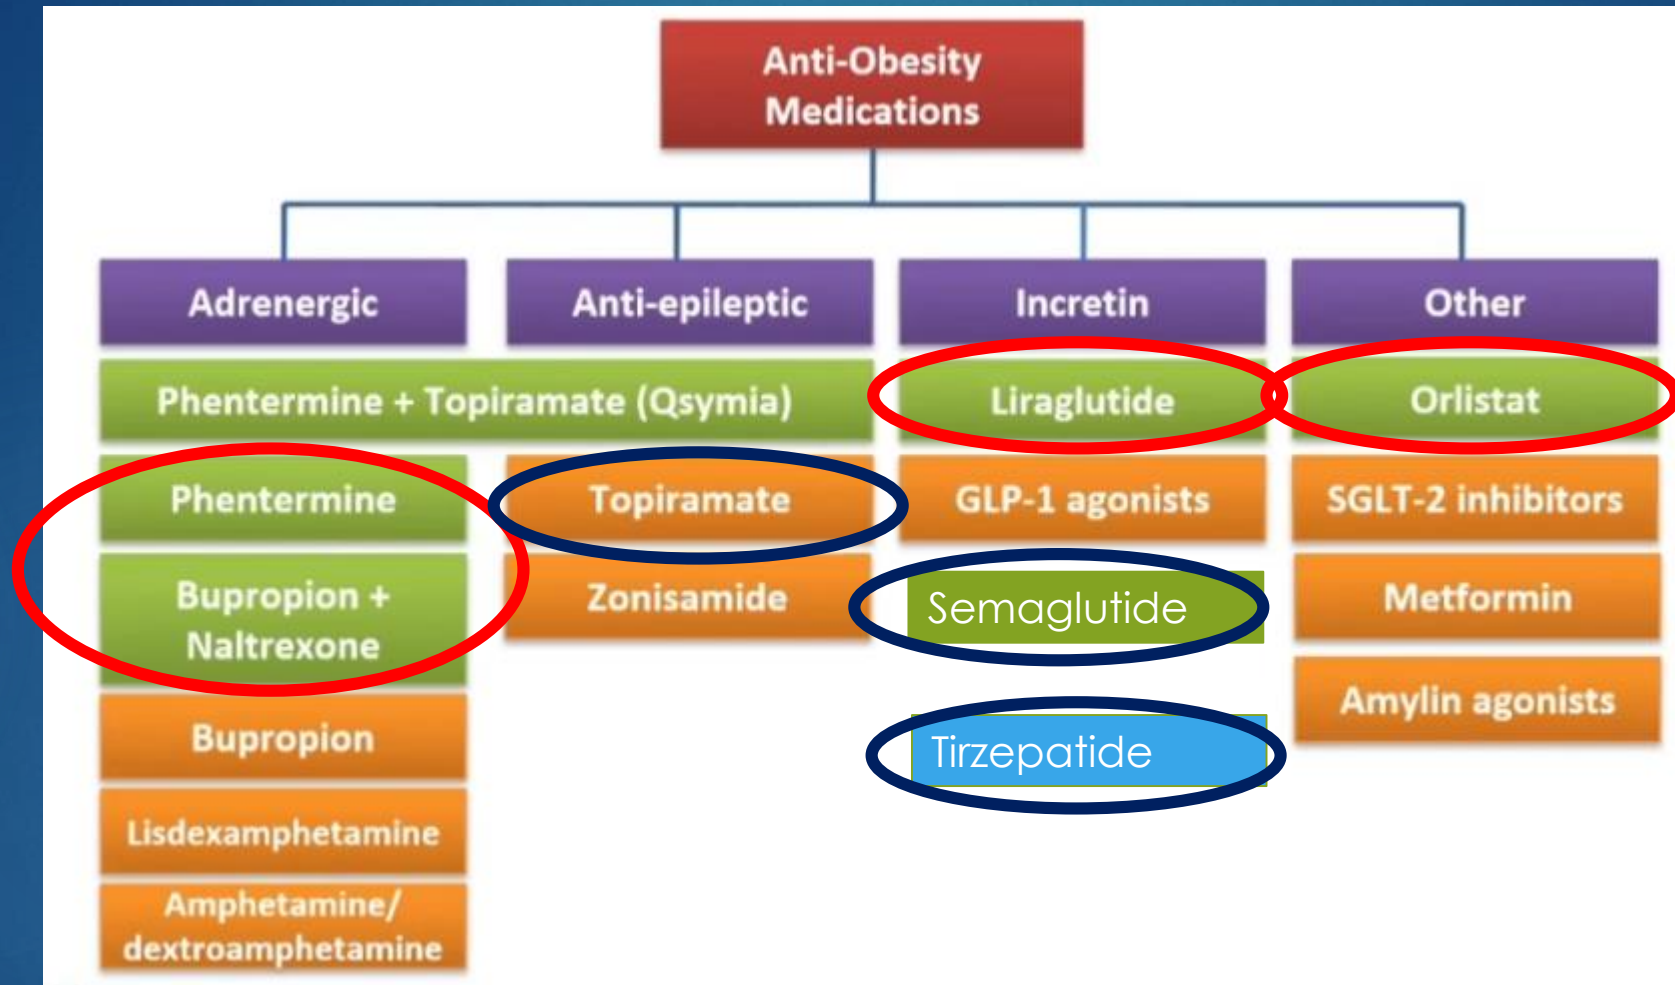 Anti-Obesity
Medications
Adrenergic
Anti-epileptic
Incretin
Other
Phentermine + Topiramate (Qsymia)
Liraglutide
Orlistat
Phentermine
Topiramate
GLP-1 agonists
SGLT-2 inhibitors
Bupropion +
Naltrexone
Zonisamide
Semaglutide
Metformin
Bupropion
Tirzepatide
Amylin agonists
Lisdexamphetamine
Amphetamine/
dextroamphetamine